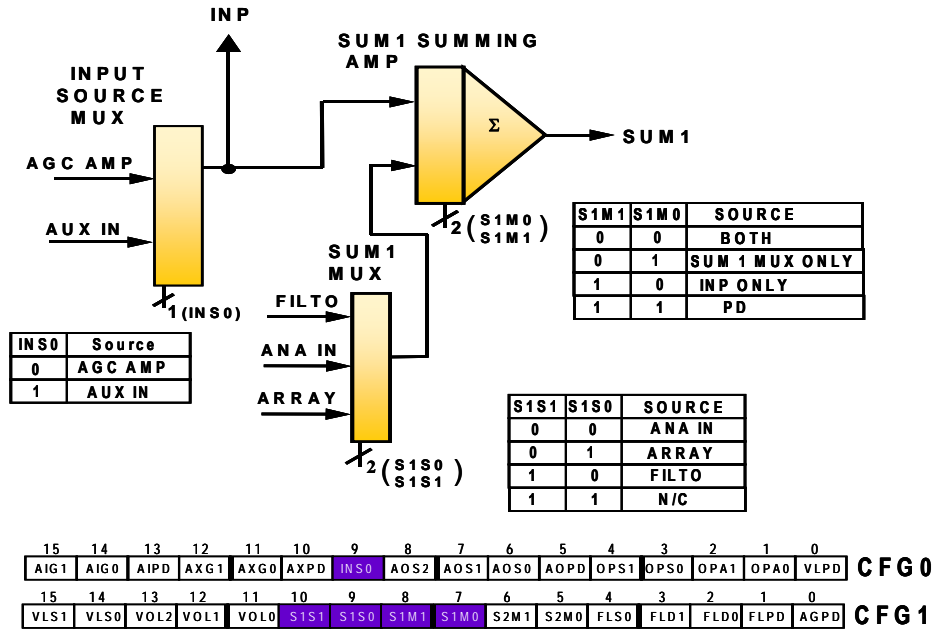 INP
SUM1 SUMMING
AMP
INPUT
SOURCE
MUX
AGC AMP
AUX IN
Σ
SUM1
2 (S1M0
S1M1)
1 (INS0)
SUM1
MUX
FILTO
ANA IN
ARRAY
2 (S1S0
S1S1)
S1M1 S1M0 SOURCE
0 0 BOTH
0 1 SUM1 MUX ONLY
1 0 INP ONLY
1 1 PD
INS0 Source
0 AGC AMP
1 AUX IN
S1S1 S1S0 SOURCE
0 0 ANA IN
0 1 ARRAY
1 0 FILTO
1 1 N/C
15 14 13 12 11 10 9 8 7 6 5 4 3 2 1 0
AIG1 AIG0 AIPD AXG1 AXG0 AXPD INS0 AOS2 AOS1 AOS0 AOPD OPS1 OPS0 OPA1 OPA0 VLPD CFG0
15 14 13 12 11 10 9 8 7 6 5 4 3 2 1 0
VLS1 VLS0 VOL2 VOL1 VOL0 S1S1 S1S0 S1M1 S1M0 S2M1 S2M0 FLS0 FLD1 FLD0 FLPD AGPD CFG1